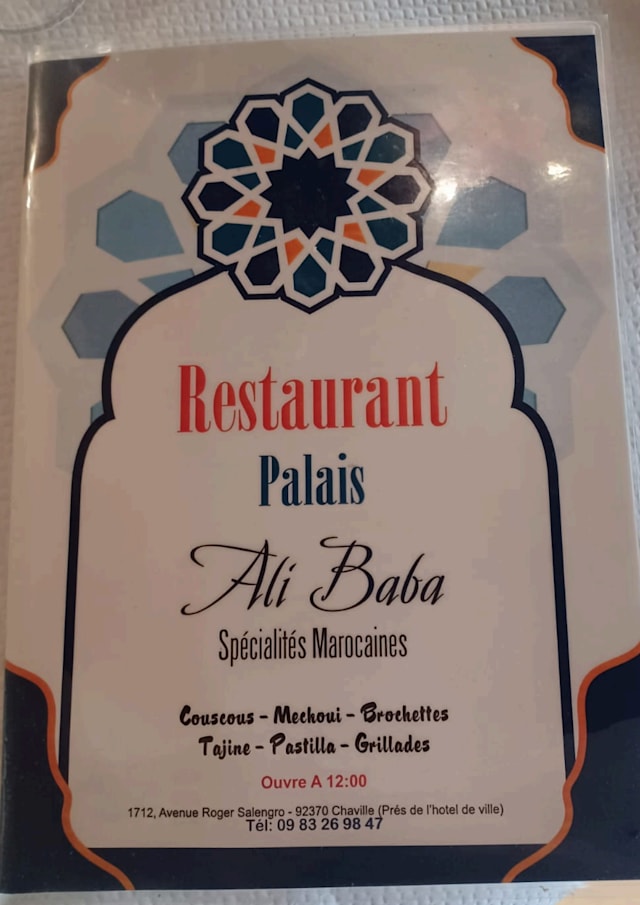 Restaurant
Palais
Ali Baba
Spécialités Marocaines
Couscous - Mechoui - Brochettes
Tajine - Pastilla - Grillades
Ouvre A 12:00
1712, Avenue Roger Salengro - 92370 Chaville (Prés de l'hotel de ville)
Tél: 09 83 26 98 47